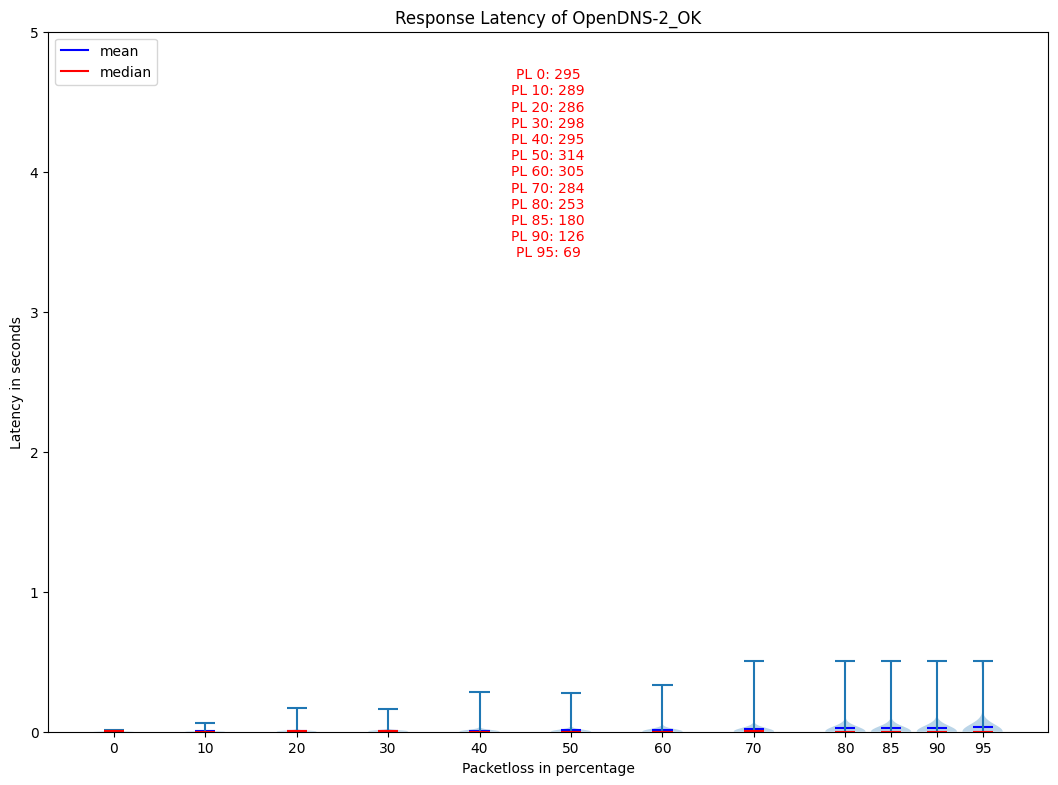 Response Latency of OpenDNS-2_OK
mean
median
PL 0: 295
PL 10: 289
PL 20: 286
PL 30: 298
PL 40: 295
PL 50: 314
PL 60: 305
PL 70: 284
PL 80: 253
PL 85: 180
PL 90: 126
PL 95: 69
Latency in seconds
5
4
3
2
1
0
0 10 20 30 40 50 60 70 80 85 90 95
Packetloss in percentage